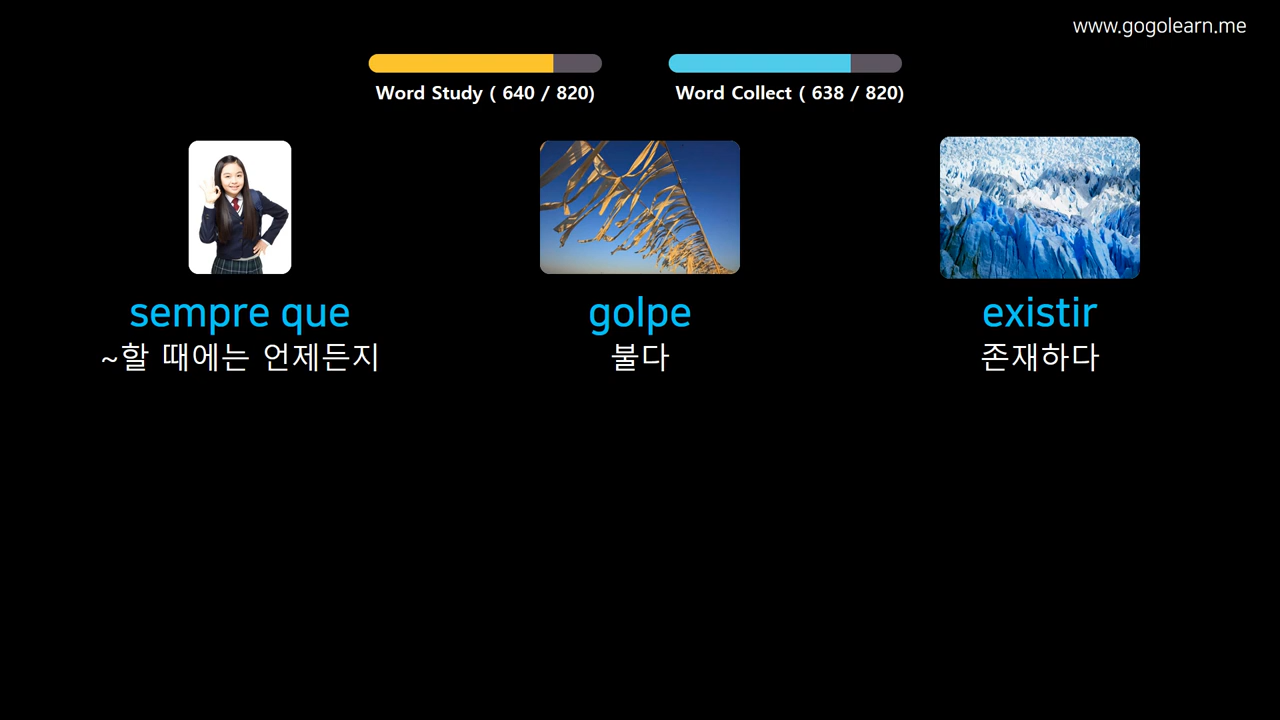 www.gogolearn.me
Word Study ( 640 / 820)
Word Collect ( 638 / 820)
sempre que
~할 때에는 언제든지
golpe
불다
existir
존재하다